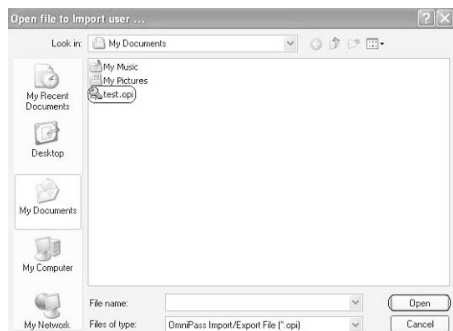 Open file to Import user ...
Look in:
My Documents
My Recent
Documents
Desktop
My Documents
My Computer
My Network
My Music
My Pictures
test.opi
File name:
Open
Files of type:
OmniPass Import/Export File (*.opi)
Cancel